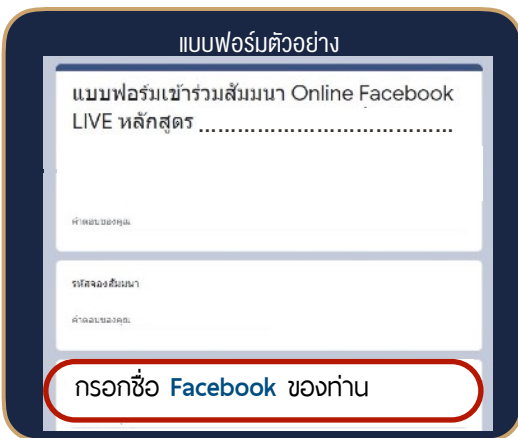 แบบฟอร์มตัวอย่าง
แบบฟอร์มเข้าร่วมสัมมนา Online Facebook
LIVE หลักสูตร ......................................
คำตอบของคุณ
รหัสจองสัมมนา
คำตอบของคุณ
กรอกชื่อ Facebook ของท่าน